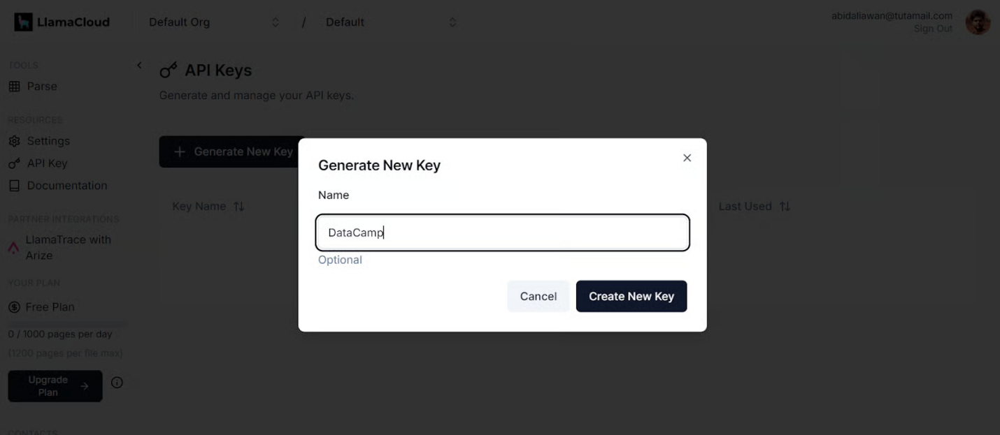 LlamaCloud
Default Org / Default
abidaliawan@tutamail.com
Sign Out
TOOLS
Parse
RESOURCES
Settings
API Key
Documentation
PARTNER INTEGRATIONS
LlamaTrace with
Arize
YOUR PLAN
Free Plan
0 / 1000 pages per day
(1200 pages per file max)
Upgrade
Plan
CONTACTS
API Keys
Generate and manage your API keys.
+ Generate New Key
Key Name
Last Used
Generate New Key
Name
DataCamp
Optional
Cancel
Create New Key